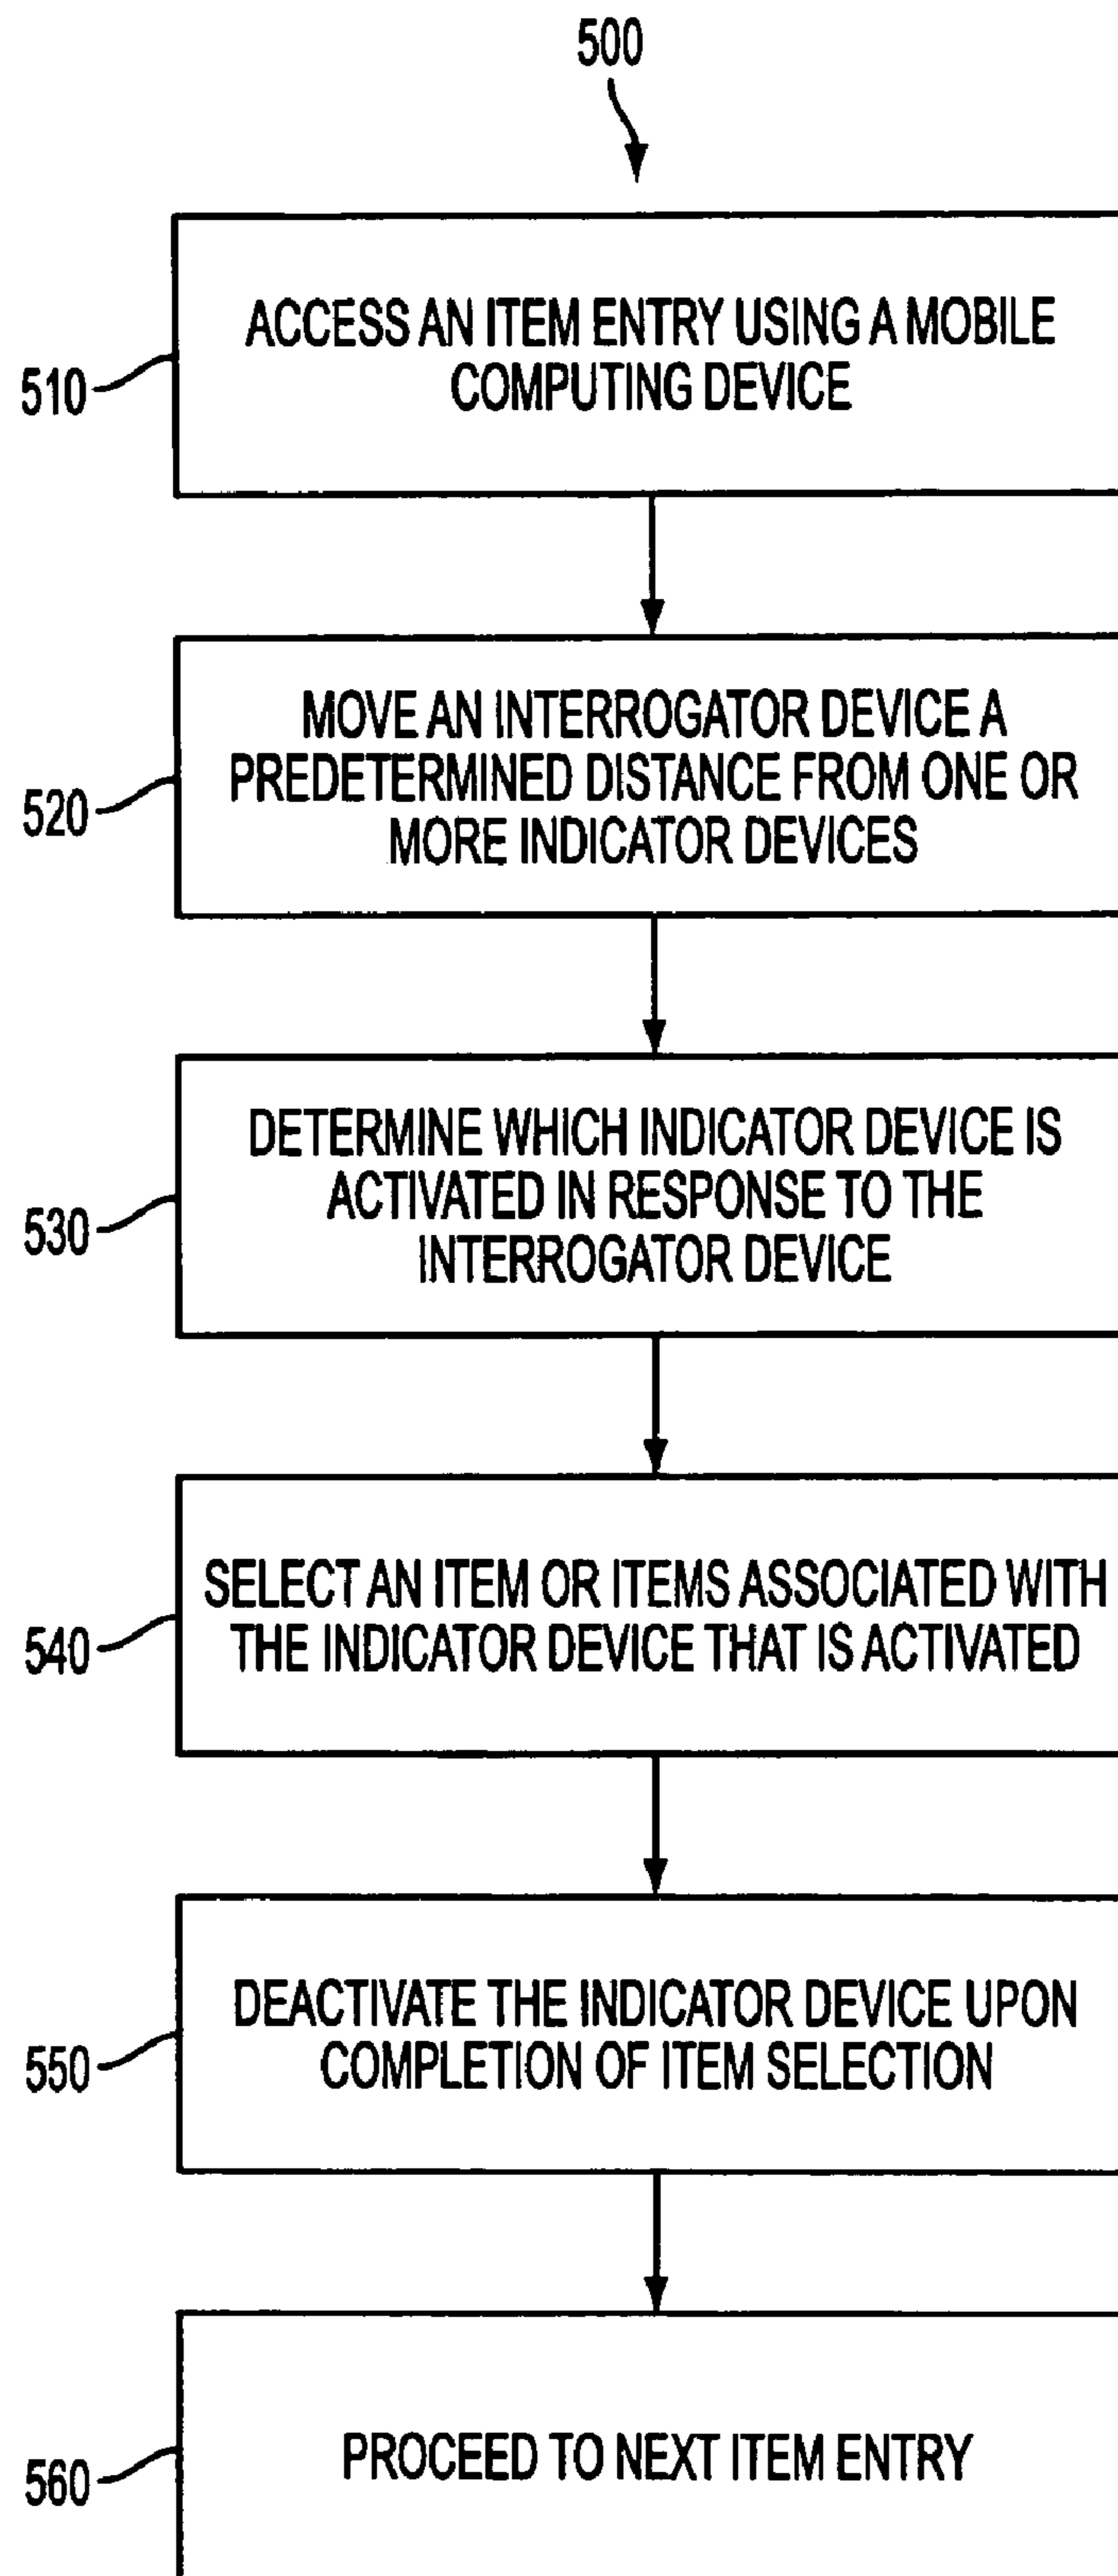 500
510
ACCESS AN ITEM ENTRY USING A MOBILE
COMPUTING DEVICE
520
MOVE AN INTERROGATOR DEVICE A
PREDETERMINED DISTANCE FROM ONE OR
MORE INDICATOR DEVICES
530
DETERMINE WHICH INDICATOR DEVICE IS
ACTIVATED IN RESPONSE TO THE
INTERROGATOR DEVICE
540
SELECT AN ITEM OR ITEMS ASSOCIATED WITH
THE INDICATOR DEVICE THAT IS ACTIVATED
550
DEACTIVATE THE INDICATOR DEVICE UPON
COMPLETION OF ITEM SELECTION
560
PROCEED TO NEXT ITEM ENTRY